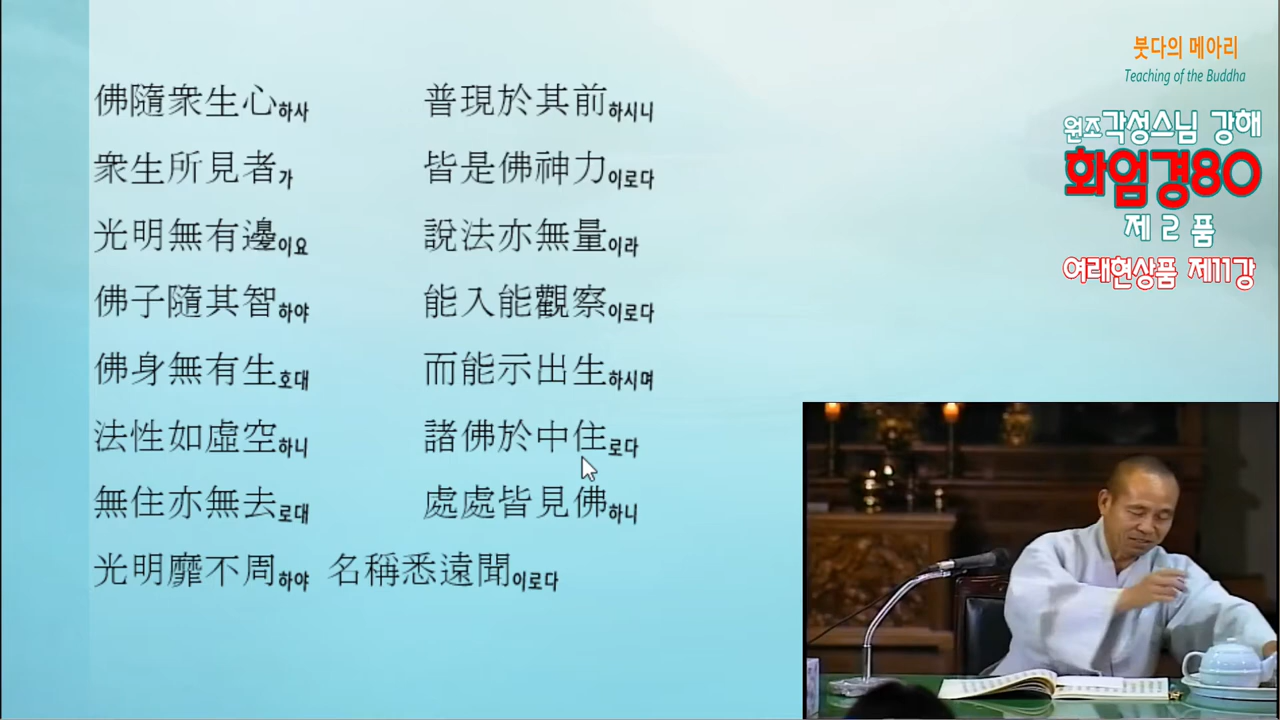 佛隨衆生心하사 普現於其前하시니
衆生所見者가 皆是佛神力이로다
光明無有邊이요 說法亦無量이라
佛子隨其智하야 能入能觀察이로다
佛身無有生호대 而能示出生하시며
法性如虛空하니 諸佛於中住로다
無住亦無去로대 處處皆見佛하니
光明靡不周하야 名稱悉遠聞이로다
붓다의 메아리
Teaching of the Buddha
원조각성스님 강해
화엄경80
제2품
여래현상품 제11강